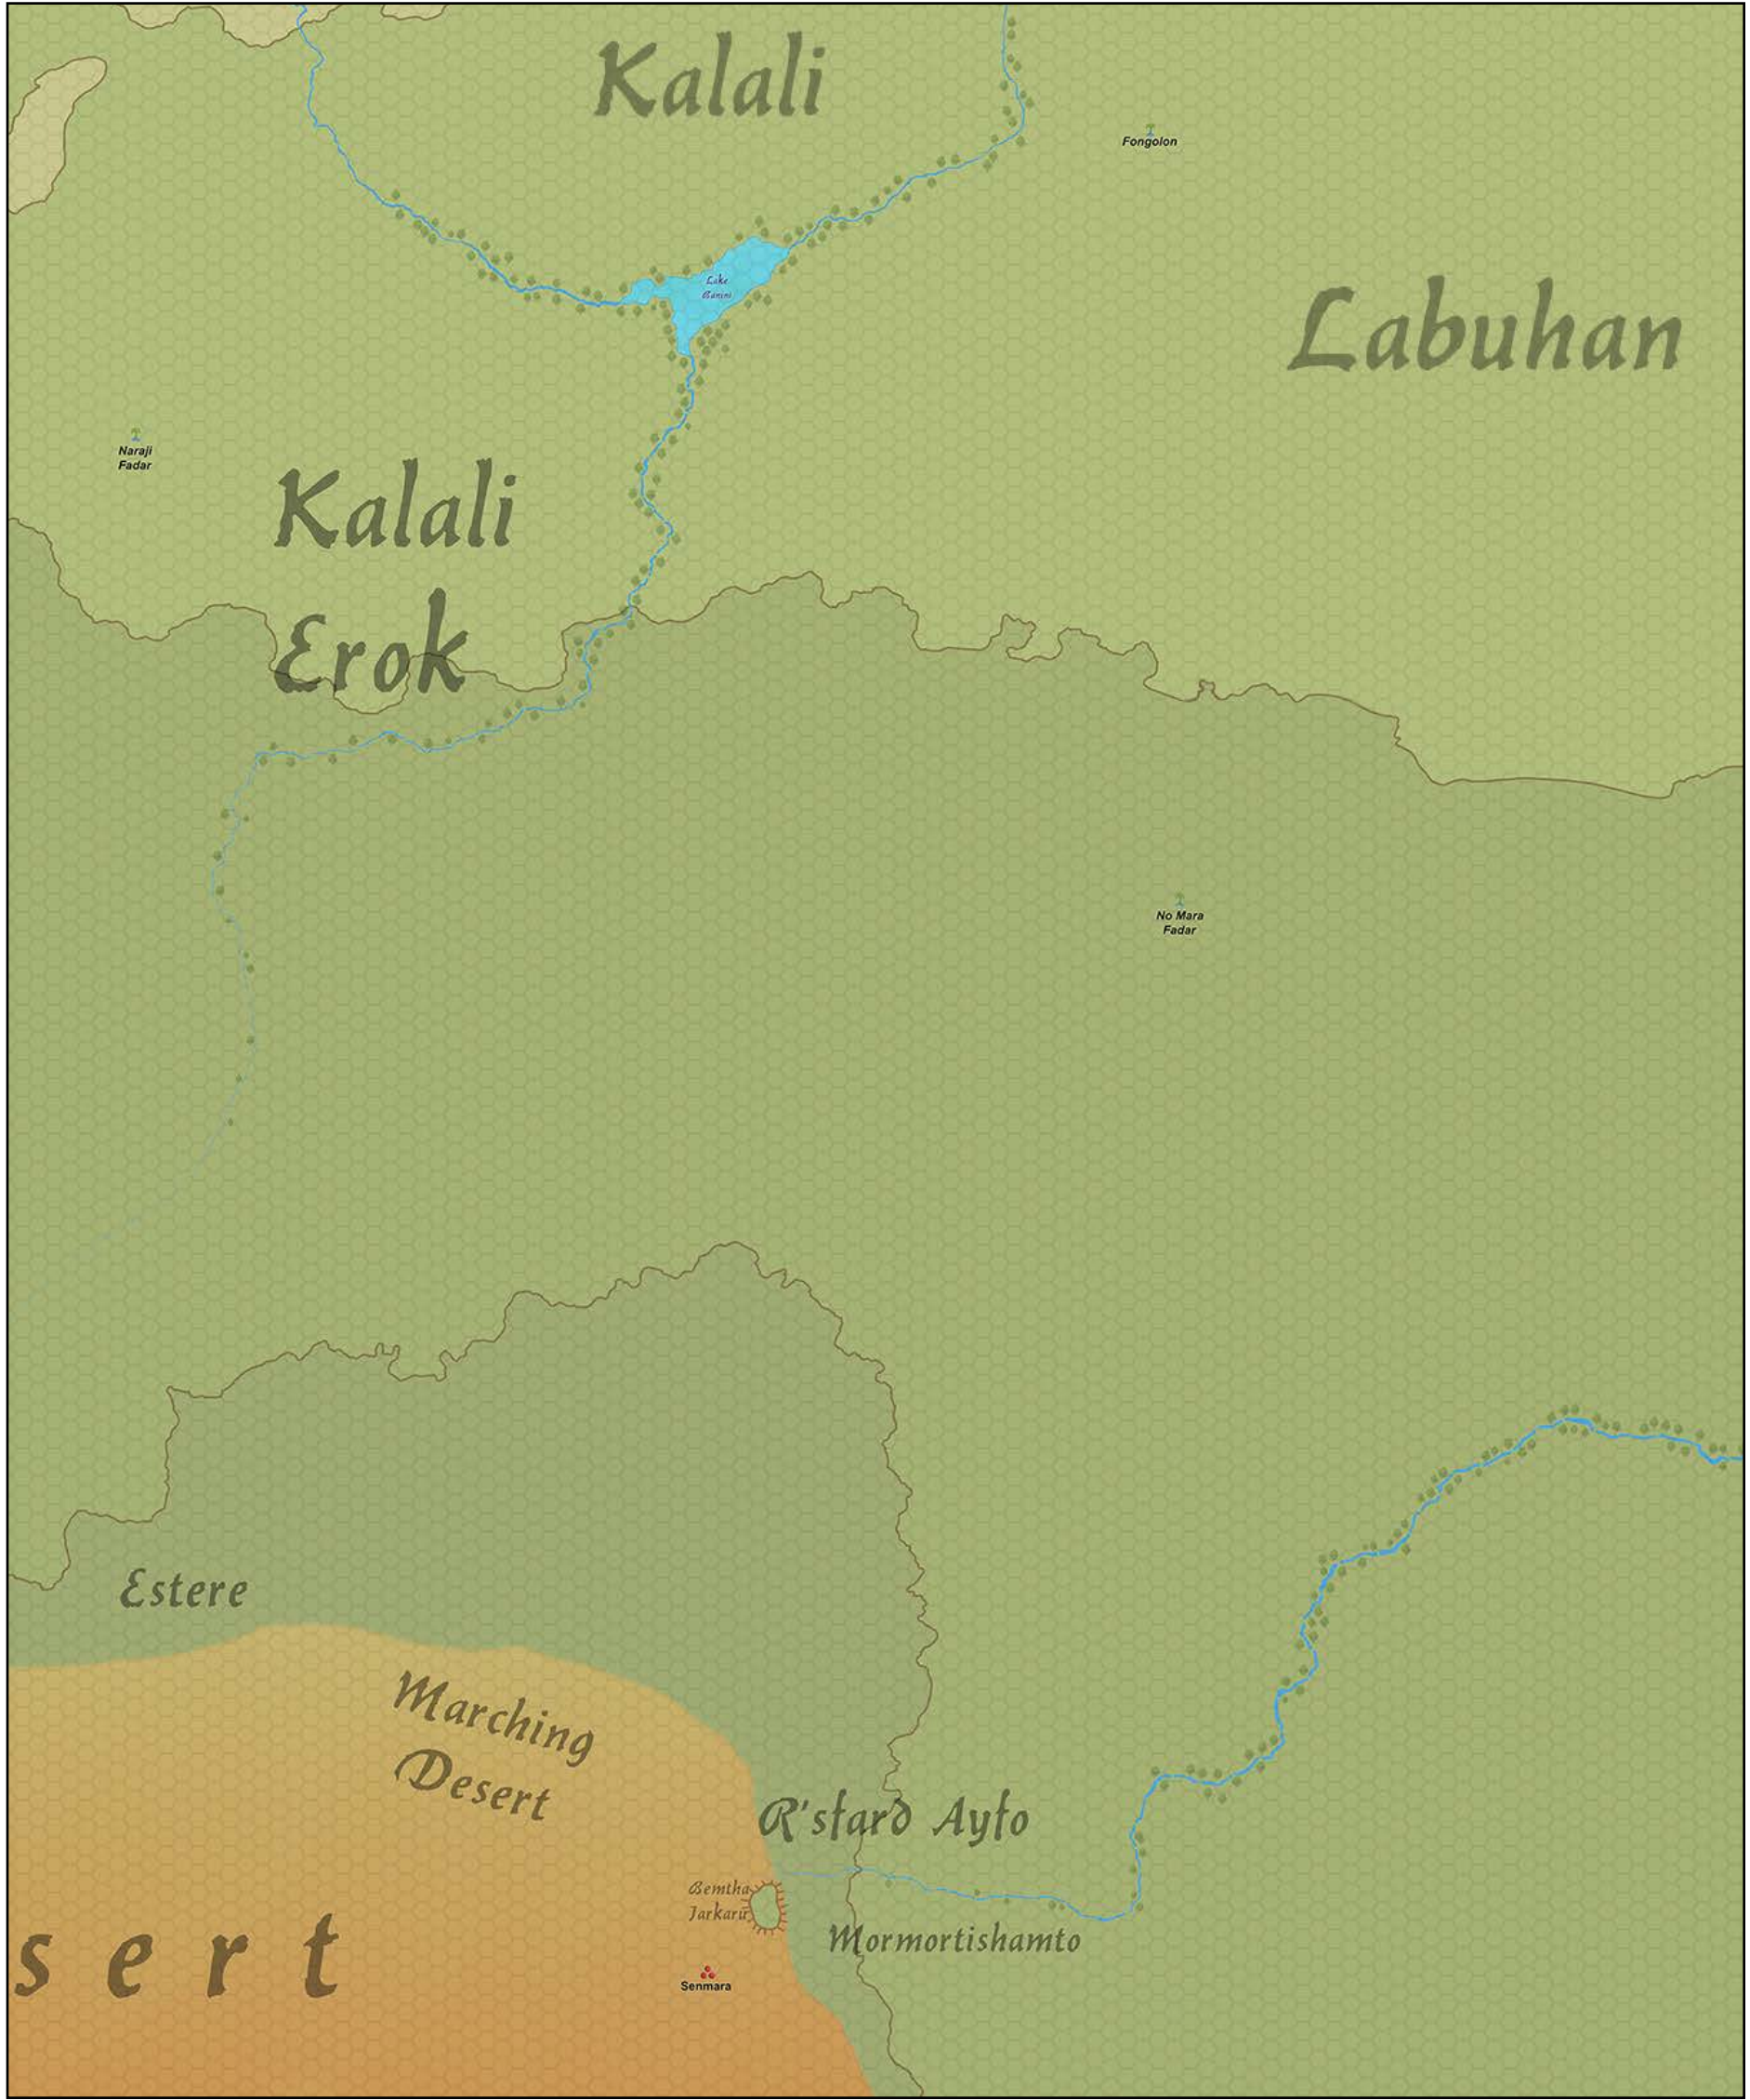 Kalali
Fongolon
Lake
Banini
Labuhan
Naraji
Fadar
Kalali
Erok
No Mara
Fadar
Estere
Marching
Desert
R'stard Ayto
Bemtha
Jarkaru
Mormortishamto
sert
Senmara